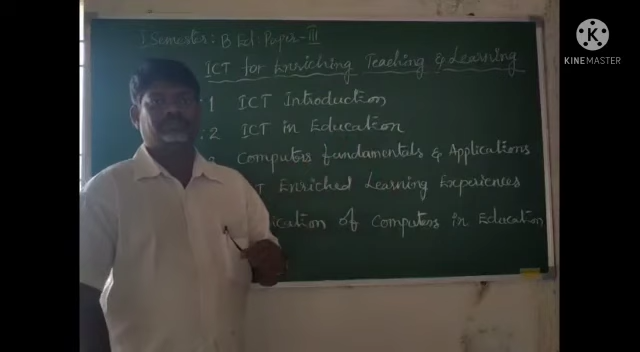 I Semester: B Ed: Paper-III
ICT for Enriching Teaching & Learning
: 1 ICT Introduction
: 2 ICT in Education
Computers fundamentals & Applications
Enriched Learning Experiences
of Computers in Education
K
KINEMASTER